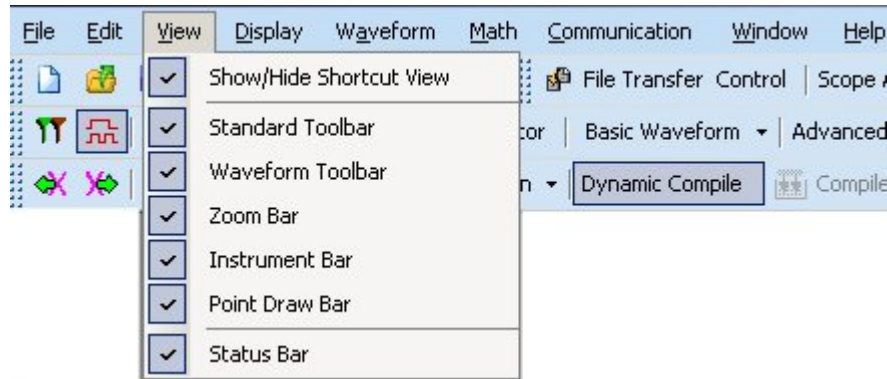 File Edit View Display Waveform Math Communication Window Help
Show/Hide Shortcut View
File Transfer Control Scope
Standard Toolbar
Basic Waveform Advanced
Waveform Toolbar
Dynamic Compile Compile
Zoom Bar
Instrument Bar
Point Draw Bar
Status Bar